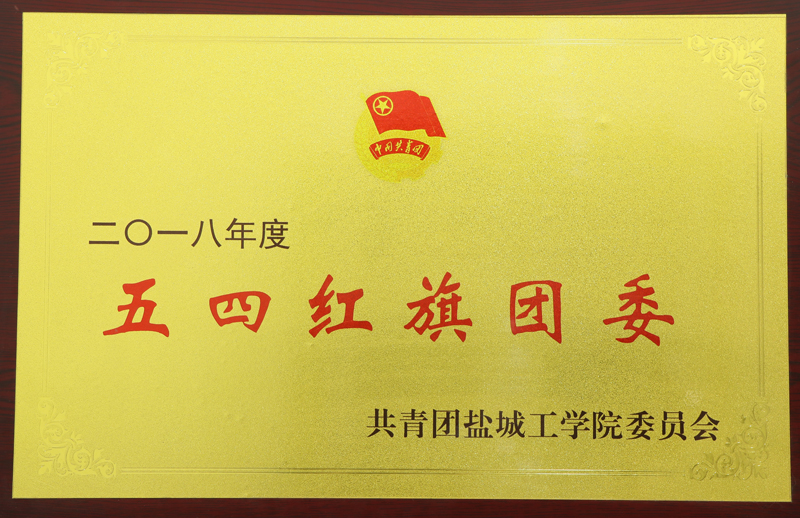 中国共青团
二〇一八年度
五四红旗团委
共青团盐城工学院委员会